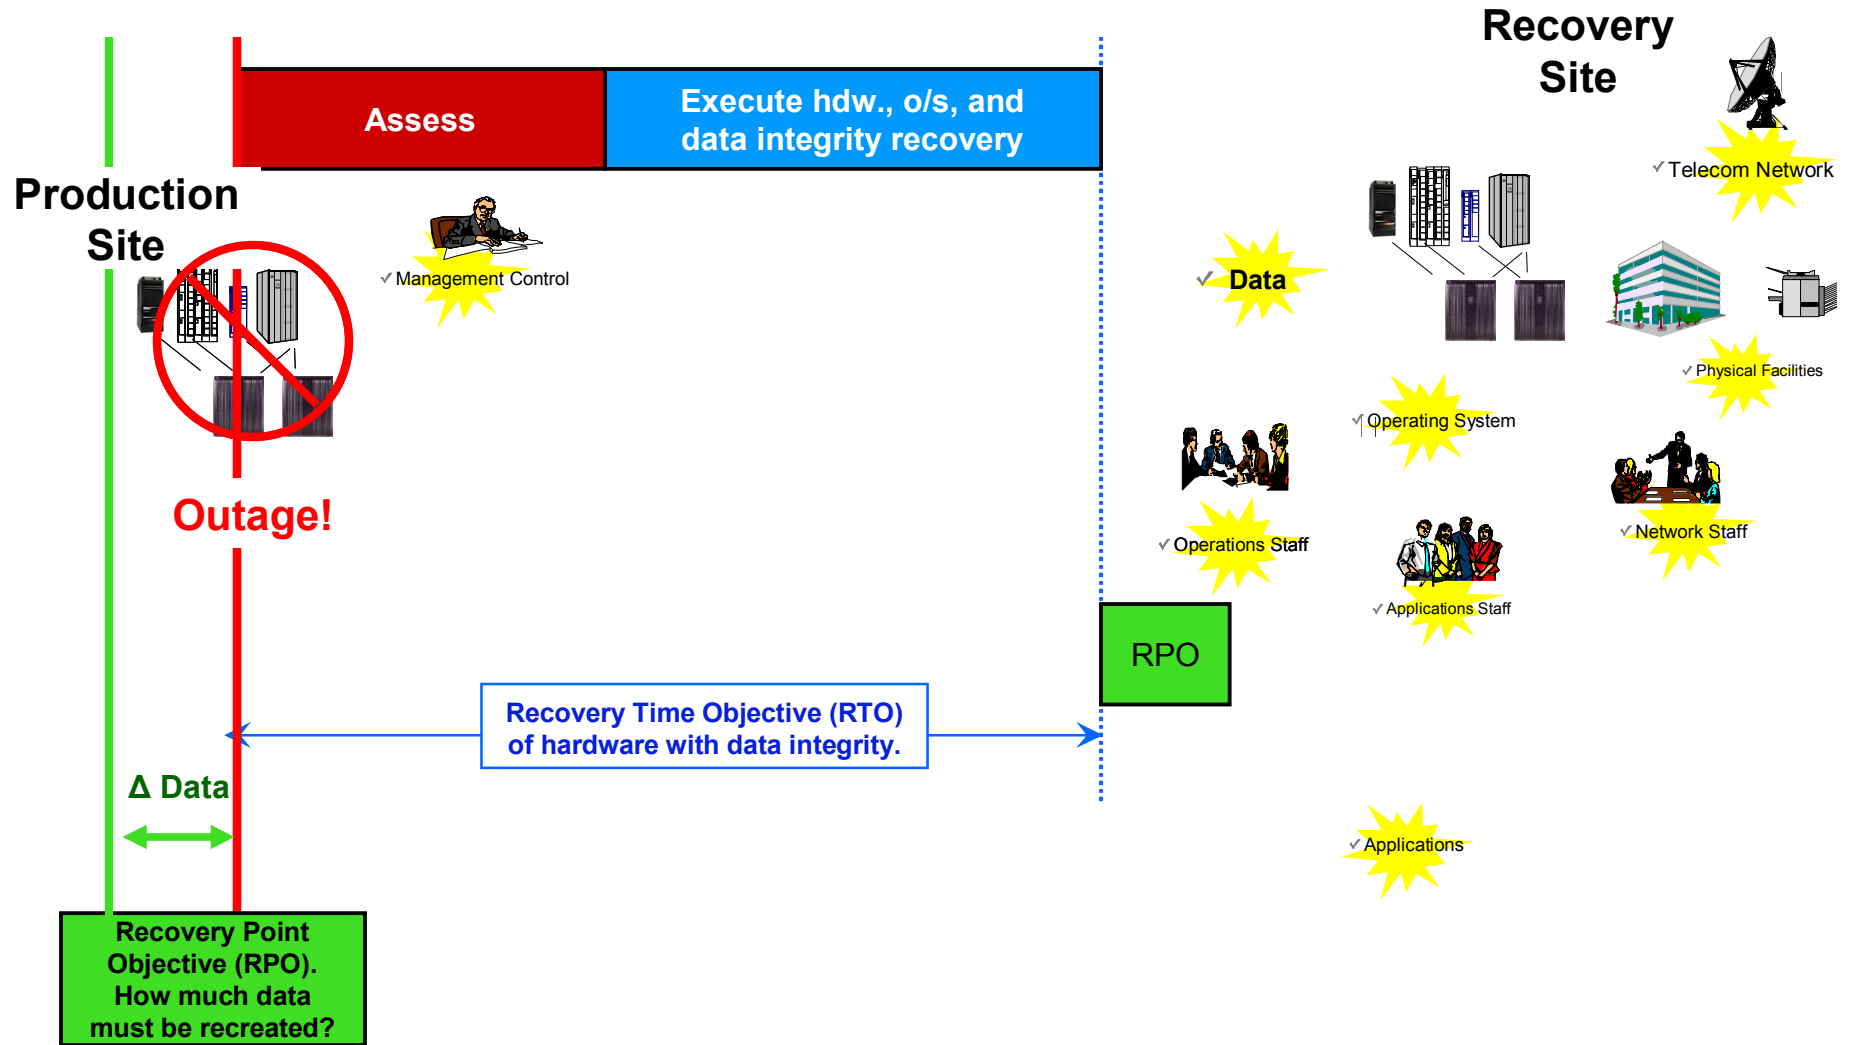 Recovery
Site
Assess
Execute hdw., o/s, and
data integrity recovery
✓ Telecom Network
Production
Site
✓ Management Control
✓ Data
✓ Physical Facilities
✓ Operating System
Outage!
✓ Operations Staff
✓ Network Staff
✓ Applications Staff
RPO
Recovery Time Objective (RTO)
of hardware with data integrity.
Δ Data
✓ Applications
Recovery Point
Objective (RPO).
How much data
must be recreated?